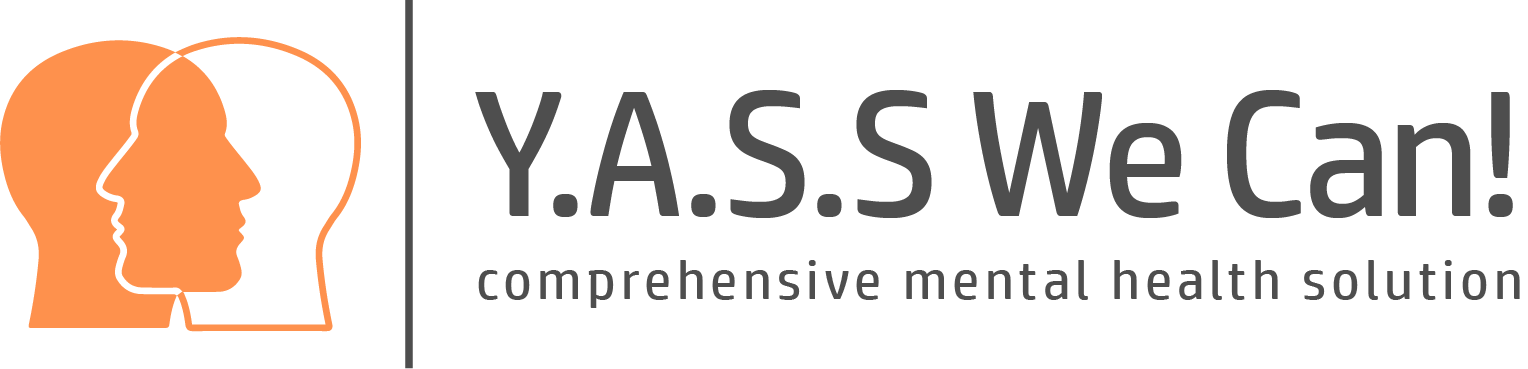 Y.A.S.S We Can!
comprehensive mental health solution